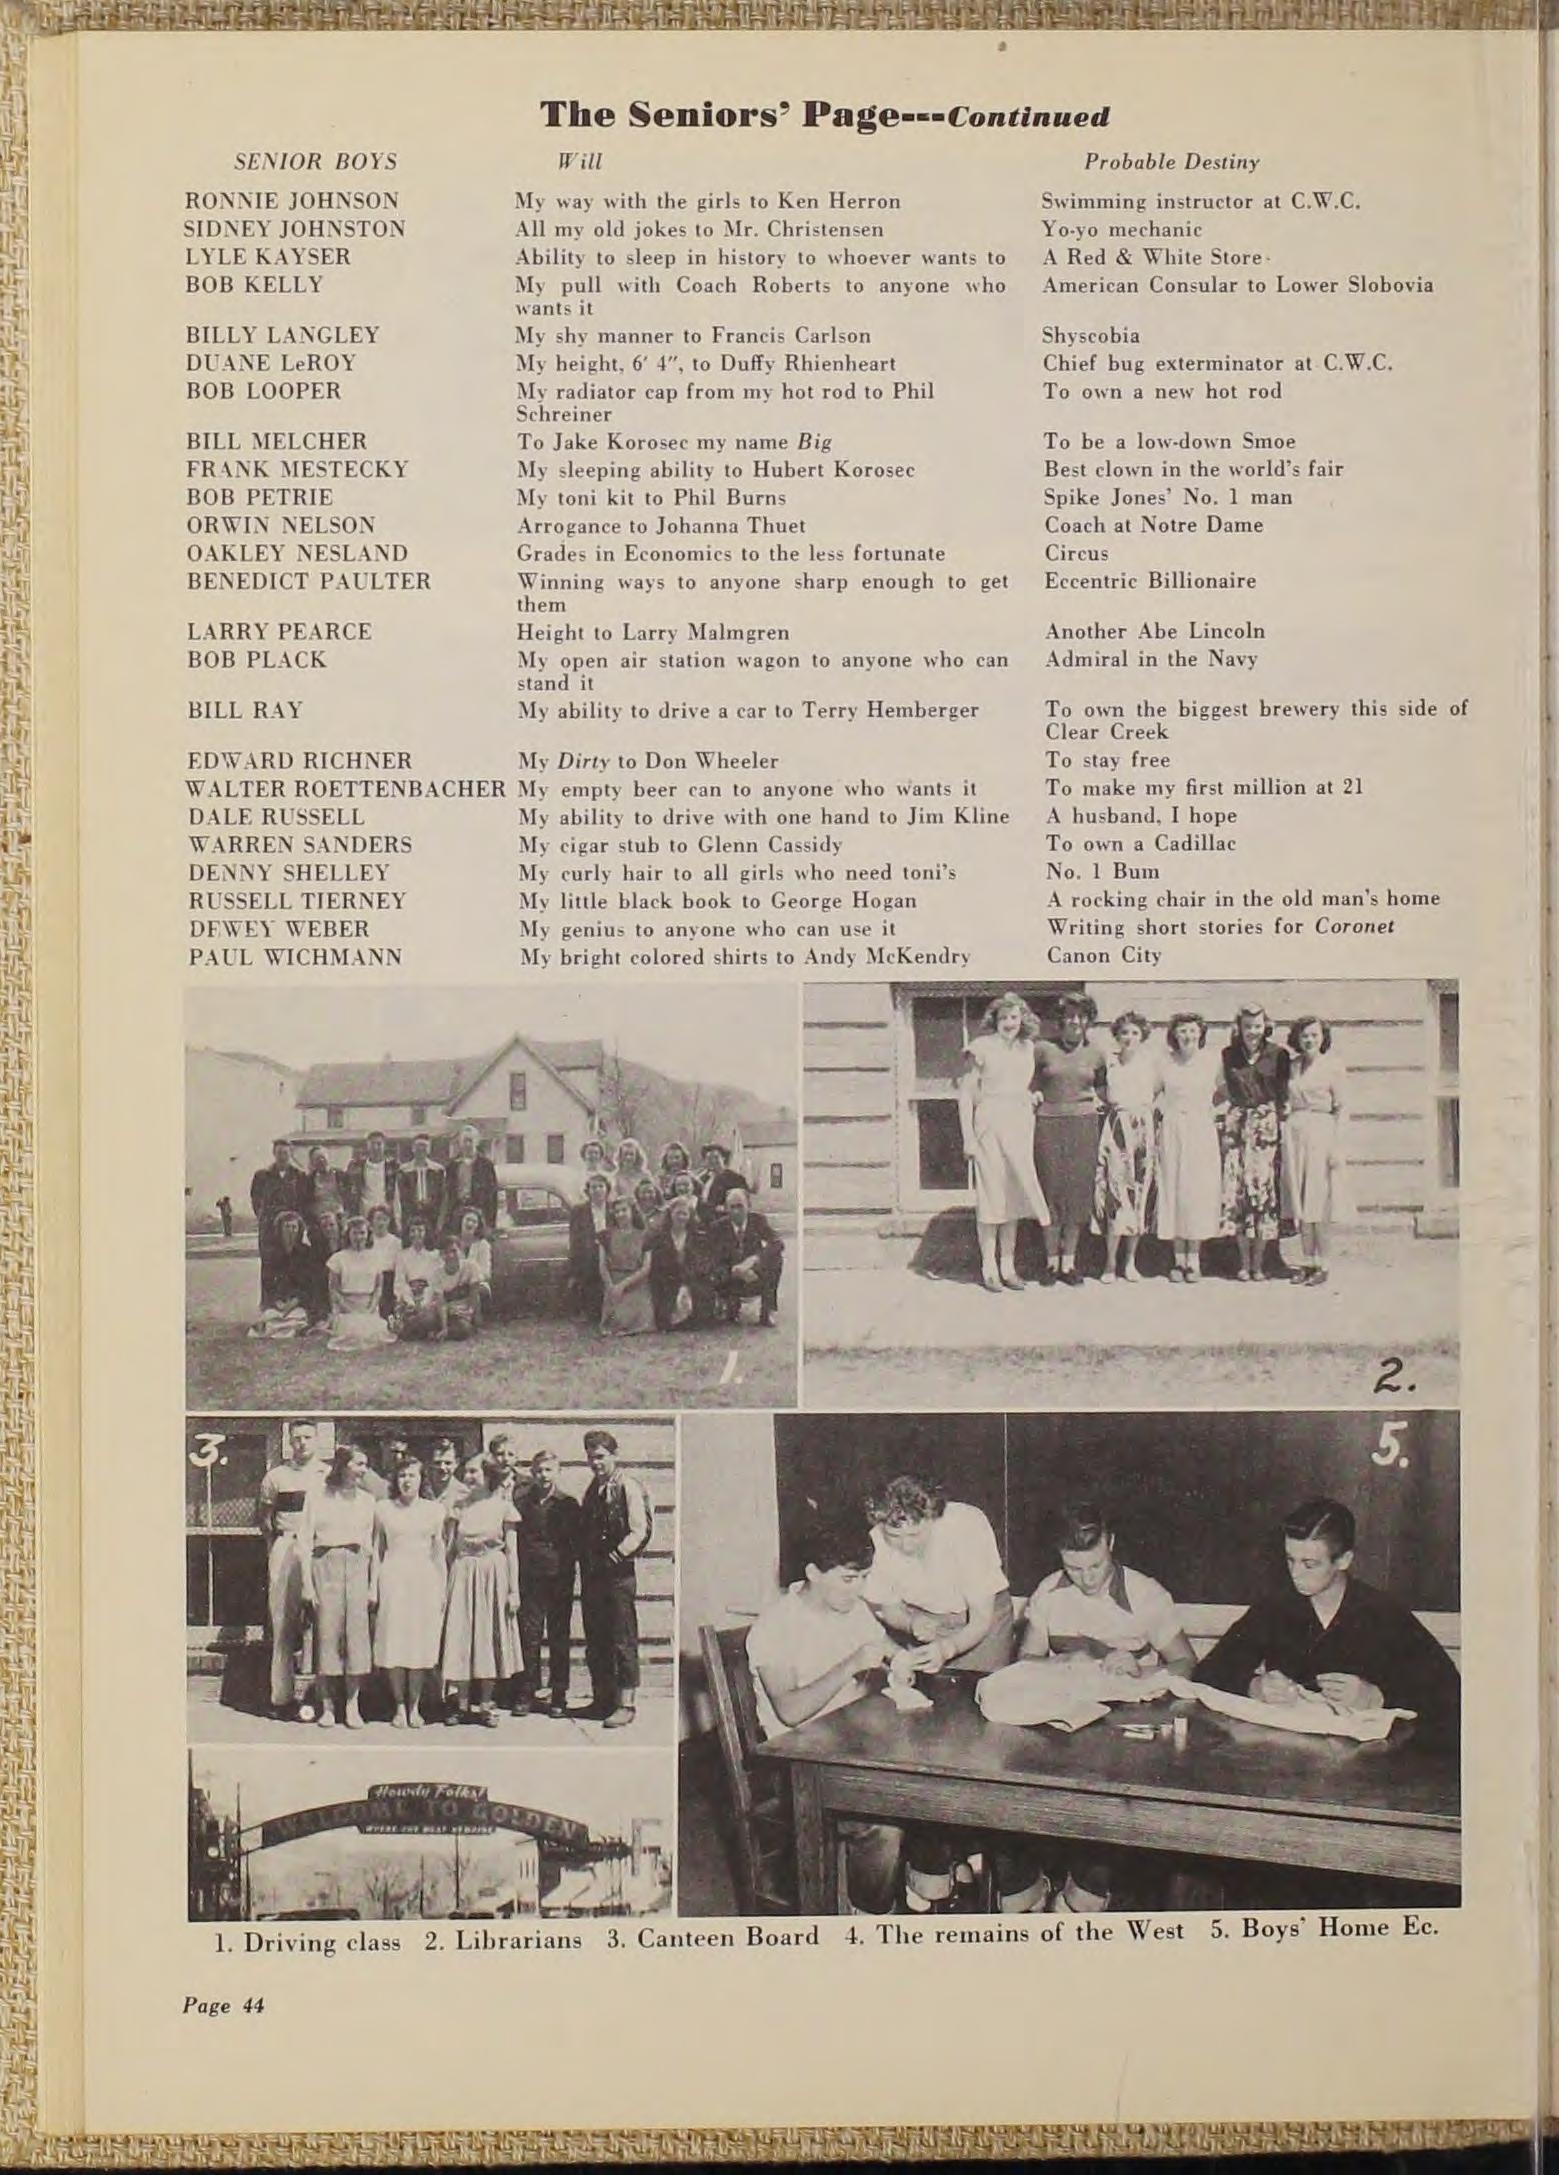 The Seniors' Page---Continued
SENIOR BOYS Will Probable Destiny
RONNIE JOHNSON My way with the girls to Ken Herron Swimming instructor at C.W.C.
SIDNEY JOHNSTON All my old jokes to Mr. Christensen Yo-yo mechanic
LYLE KAYSER Ability to sleep in history to whoever wants to A Red & White Store
BOB KELLY My pull with Coach Roberts to anyone who American Consular to Lower Slobovia
wants it
BILLY LANGLEY My shy manner to Francis Carlson Shyscobia
DUANE LeROY My height, 6' 4", to Duffy Rhienheart Chief bug exterminator at C.W.C.
BOB LOOPER My radiator cap from my hot rod to Phil To own a new hot rod
Schreiner
BILL MELCHER To Jake Korosec my name Big To be a low-down Smoe
FRANK MESTECKY My sleeping ability to Hubert Korosec Best clown in the world's fair
BOB PETRIE My toni kit to Phil Burns Spike Jones' No. 1 man
ORWIN NELSON Arrogance to Johanna Thuet Coach at Notre Dame
OAKLEY NESLAND Grades in Economics to the less fortunate Circus
BENEDICT PAULTER Winning ways to anyone sharp enough to get Eccentric Billionaire
them
LARRY PEARCE Height to Larry Malmgren Another Abe Lincoln
BOB PLACK My open air station wagon to anyone who can Admiral in the Navy
stand it
BILL RAY My ability to drive a car to Terry Hemberger To own the biggest brewery this side of
Clear Creek
EDWARD RICHNER My Dirty to Don Wheeler To stay free
WALTER ROETTENBACHER My empty beer can to anyone who wants it To make my first million at 21
DALE RUSSELL My ability to drive with one hand to Jim Kline A husband, I hope
WARREN SANDERS My cigar stub to Glenn Cassidy To own a Cadillac
DENNY SHELLEY My curly hair to all girls who need toni's No. 1 Bum
RUSSELL TIERNEY My little black book to George Hogan A rocking chair in the old man's home
DEWEY WEBER My genius to anyone who can use it Writing short stories for Coronet
PAUL WICHMANN My bright colored shirts to Andy McKendry Canon City
1.
2.
3.
5.
Howdy Folks!
WELCOME TO GOLDEN
WHERE THE WEST REMAINS
1. Driving class 2. Librarians 3. Canteen Board 4. The remains of the West 5. Boys' Home Ec.
Page 44